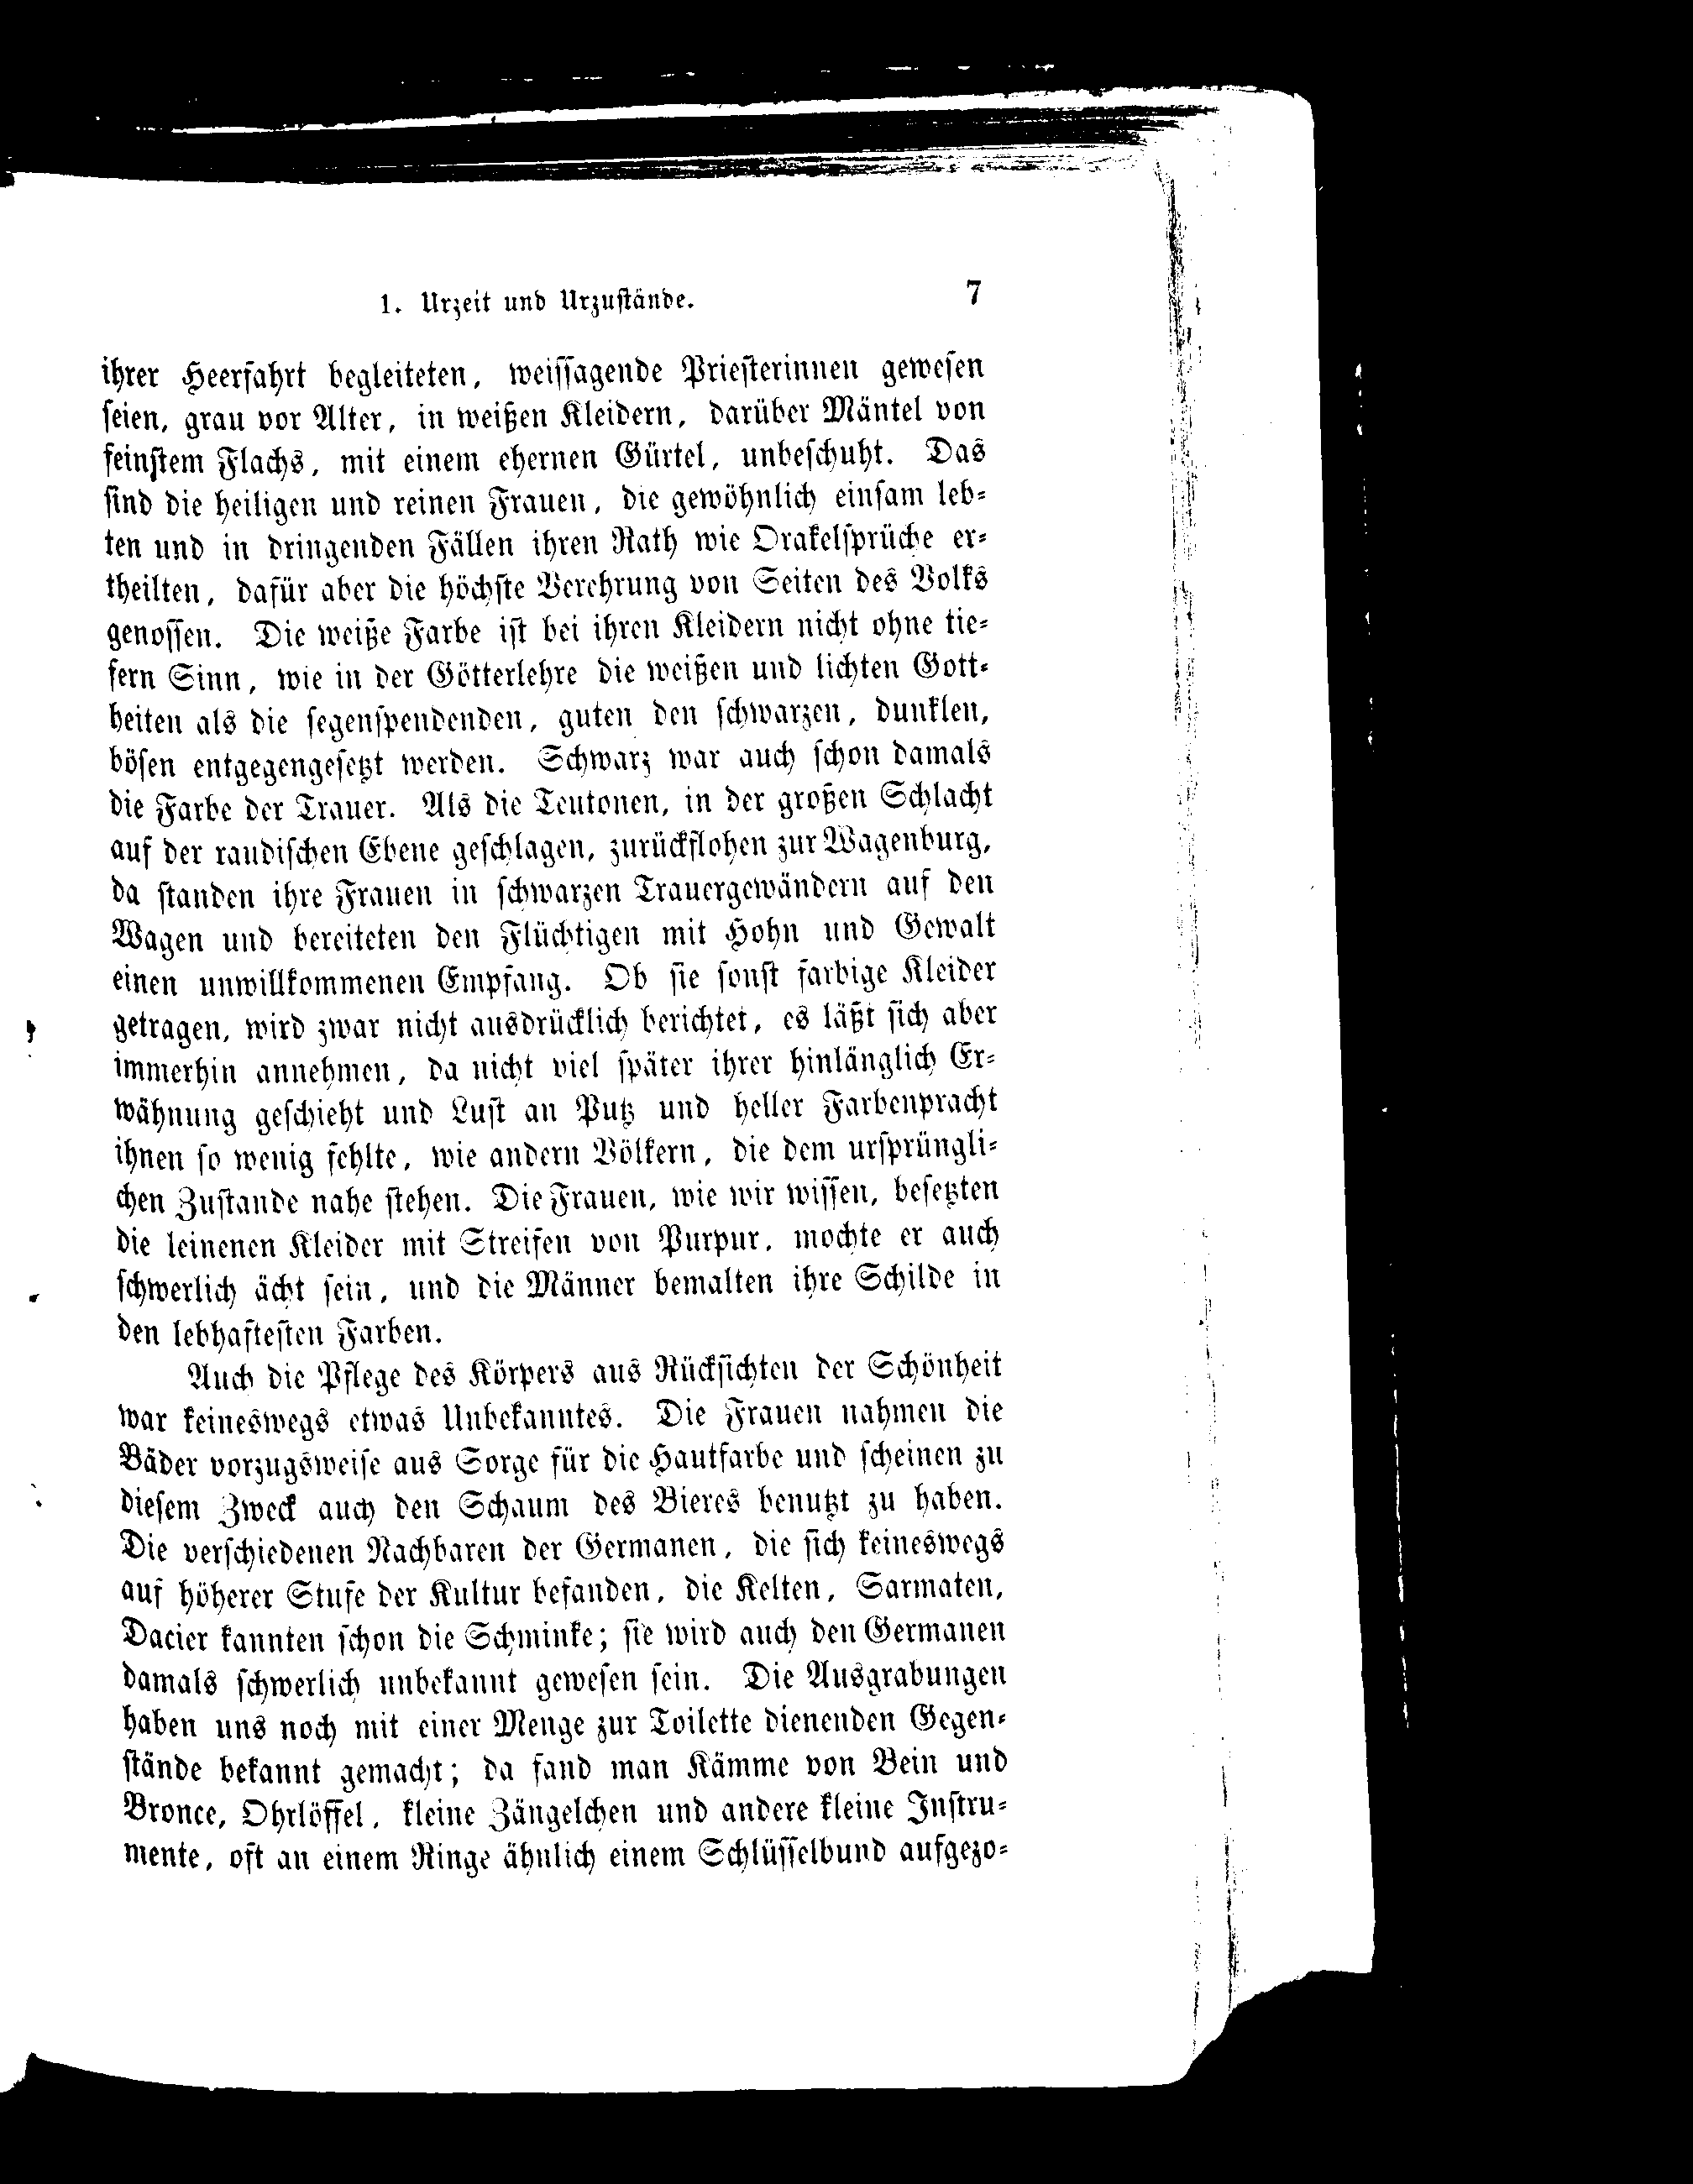 1. Urzeit und Urzustände. 7
ihrer Heerfahrt begleiteten, weissagende Priesterinnen gewesen
seien, grau vor Alter, in weißen Kleidern, darüber Mäntel von
feinstem Flachs, mit einem ehernen Gürtel, unbeschuht. Das
sind die heiligen und reinen Frauen, die gewöhnlich einsam leb-
ten und in dringenden Fällen ihren Rath wie Orakelsprüche er-
theilten, dafür aber die höchste Verehrung von Seiten des Volks
genossen. Die weiße Farbe ist bei ihren Kleidern nicht ohne tie-
fern Sinn, wie in der Götterlehre die weißen und lichten Gott-
heiten als die segenspendenden, guten den schwarzen, dunklen,
bösen entgegengesetzt werden. Schwarz war auch schon damals
die Farbe der Trauer. Als die Teutonen, in der großen Schlacht
auf der raudischen Ebene geschlagen, zurückflohen zur Wagenburg,
da standen ihre Frauen in schwarzen Trauergewändern auf den
Wagen und bereiteten den Flüchtigen mit Hohn und Gewalt
einen unwillkommenen Empfang. Ob sie sonst farbige Kleider
getragen, wird zwar nicht ausdrücklich berichtet, es läßt sich aber
immerhin annehmen, da nicht viel später ihrer hinlänglich Er-
wähnung geschieht und Lust an Putz und heller Farbenpracht
ihnen so wenig fehlte, wie andern Völkern, die dem ursprüngli-
chen Zustande nahe stehen. Die Frauen, wie wir wissen, besetzten
die leinenen Kleider mit Streifen von Purpur, mochte er auch
schwerlich ächt sein, und die Männer bemalten ihre Schilde in
den lebhaftesten Farben.
Auch die Pflege des Körpers aus Rücksichten der Schönheit
war keineswegs etwas Unbekanntes. Die Frauen nahmen die
Bäder vorzugsweise aus Sorge für die Hautfarbe und scheinen zu
diesem Zweck auch den Schaum des Bieres benutzt zu haben.
Die verschiedenen Nachbaren der Germanen, die sich keineswegs
auf höherer Stufe der Kultur befanden, die Kelten, Sarmaten,
Dacier kannten schon die Schminke; sie wird auch den Germanen
damals schwerlich unbekannt gewesen sein. Die Ausgrabungen
haben uns noch mit einer Menge zur Toilette dienenden Gegen-
stände bekannt gemacht; da fand man Kämme von Bein und
Bronce, Ohrlöffel, kleine Zängelchen und andere kleine Instru-
mente, oft an einem Ringe ähnlich einem Schlüsselbund aufgezo-